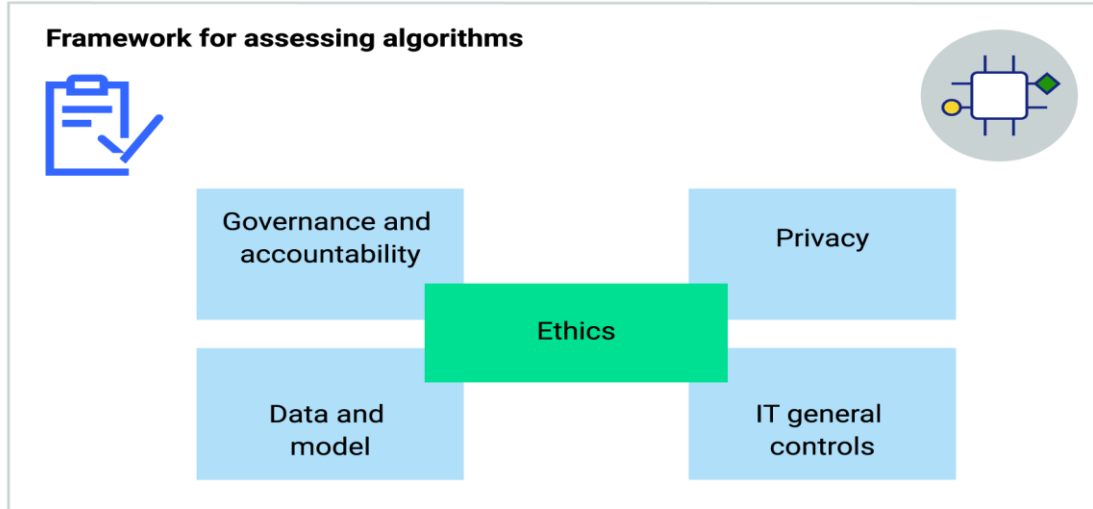 Framework for assessing algorithms
Governance and
accountability
Privacy
Ethics
Data and
model
IT general
controls